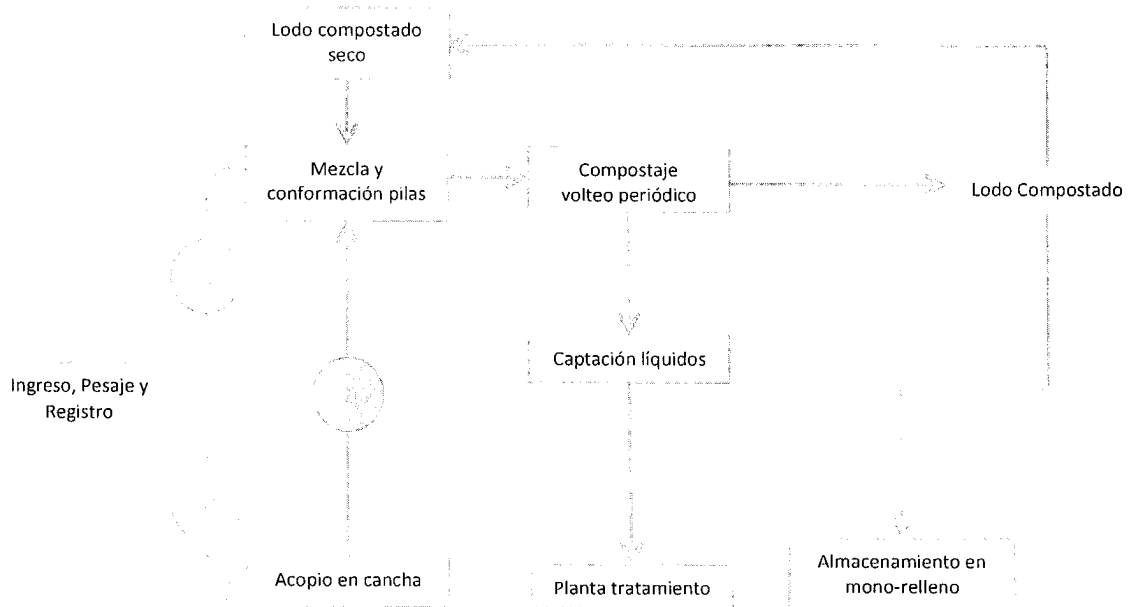 Lodo compostado
seco
Mezcla y
conformación pilas
Compostaje
volteo periódico
Lodo Compostado
Captación líquidos
Ingreso, Pesaje y
Registro
Acopio en cancha
Planta tratamiento
Almacenamiento en
mono-relleno